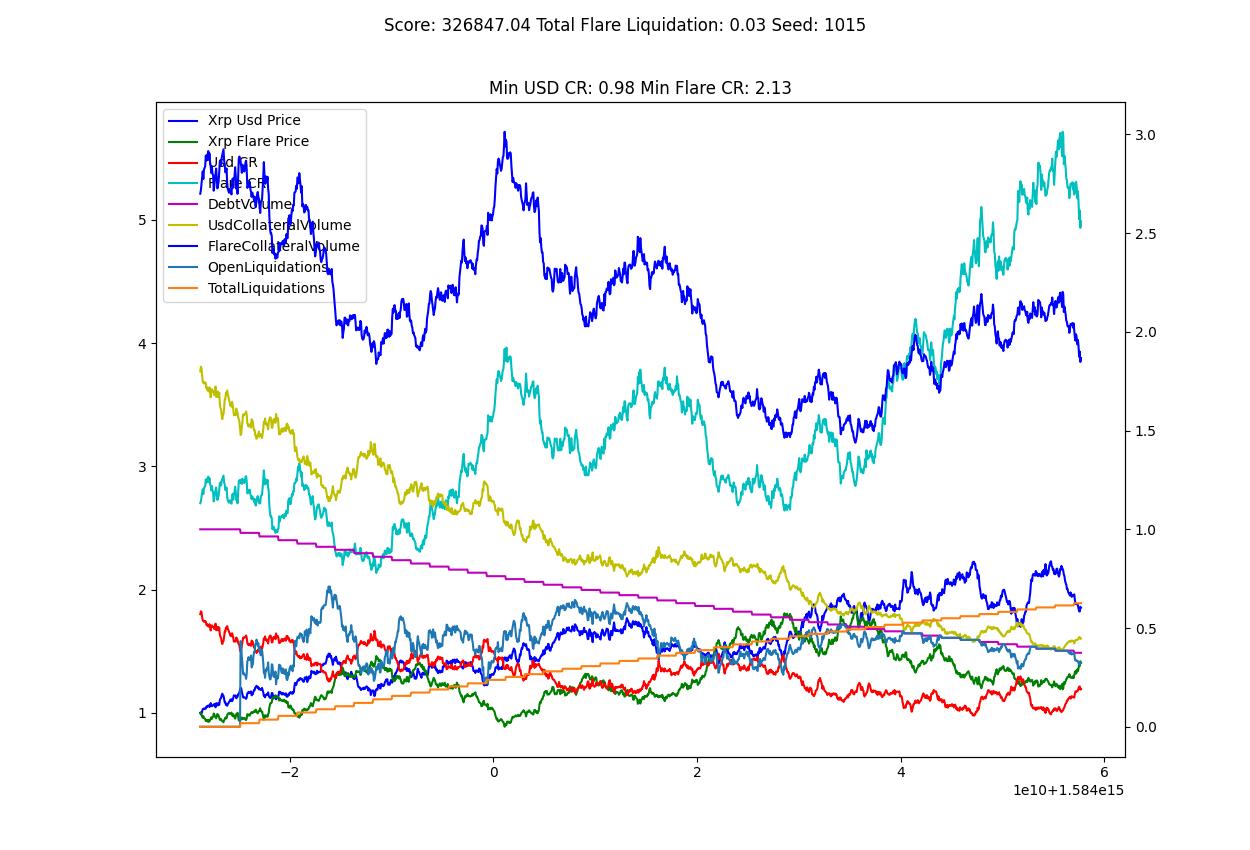 Score: 326847.04 Total Flare Liquidation: 0.03 Seed: 1015
Min USD CR: 0.98 Min Flare CR: 2.13
Xrp Usd Price
Xrp Flare Price
Usd CR
Flare CR
DebtVolume
UsdCollateralVolume
FlareCollateralVolume
OpenLiquidations
TotalLiquidations
5
4
3
2
1
3.0
2.5
2.0
1.5
1.0
0.5
0.0
−2
0
2
4
6
1e10+1.584e15